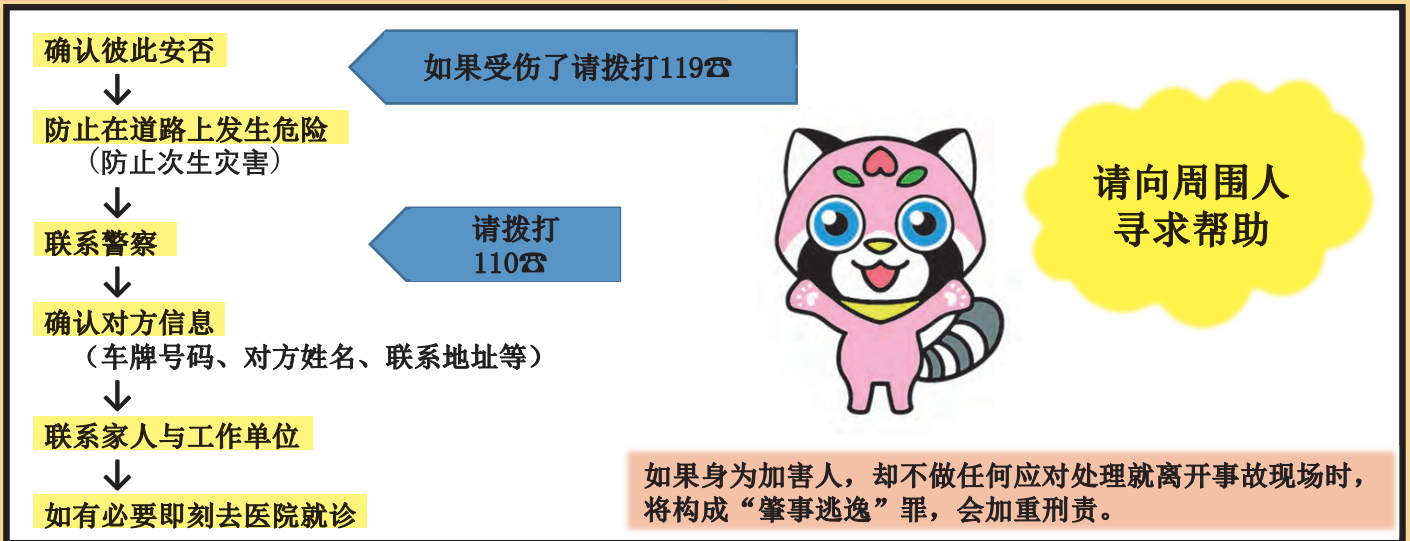 确认彼此安否
如果受伤了请拨打119☎
防止在道路上发生危险
(防止次生灾害)
联系警察
请拨打
110☎
确认对方信息
（车牌号码、对方姓名、联系地址等）
联系家人与工作单位
如有必要即刻去医院就诊
请向周围人
寻求帮助
如果身为加害人，却不做任何应对处理就离开事故现场时，
将构成“肇事逃逸”罪，会加重刑责。